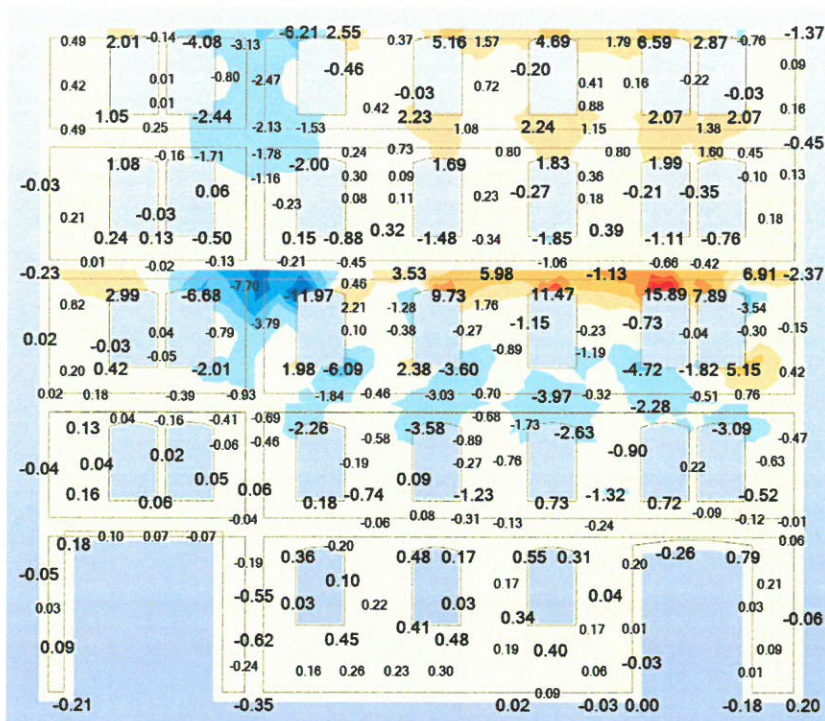 -6.21 2.55
0.49 2.01 -0.14 -4.08 -3.13 0.37 5.16 1.57 4.69 1.79 6.59 2.87 -0.76 -1.37
0.42 0.01 -0.80 -2.47 -0.46 -0.03 0.72 -0.20 0.41 0.16 -0.22 -0.03 0.09
0.01 0.42 0.88 0.16
0.49 1.05 0.25 -2.44 -2.13 -1.53 2.23 1.08 2.24 1.15 2.07 1.38 2.07
-0.16 -1.71 -1.78 0.24 0.73 0.80 0.80 1.60 0.45 -0.45
1.08 -1.16 -2.00 0.30 0.09 1.69 1.83 0.36 1.99 -0.10 0.13
-0.03 0.06 -0.23 0.08 0.11 0.23 -0.27 0.18 -0.21 -0.35
0.21 -0.03 0.32 0.39 0.18
0.24 0.13 -0.50 0.15 -0.88 -1.48 -0.34 -1.85 -1.11 -0.76
0.01 -0.02 -0.13 -0.21 -0.45 -1.06 -0.66 -0.42
-0.23 -7.70 0.46 3.53 5.98 -1.13 6.91 -2.37
0.82 2.99 -6.68 -11.97 2.21 -1.28 9.73 1.76 11.47 15.89 7.89 -3.54
0.02 0.04 -0.79 -3.79 0.10 -0.38 -0.27 -1.15 -0.23 -0.73 -0.04 -0.30 -0.15
-0.03 -0.05 -0.89 -1.19
0.20 0.42 -2.01 1.98 -6.09 2.38 -3.60 -4.72 -1.82 5.15 0.42
0.02 0.18 -0.39 -0.93 -1.84 -0.46 -3.03 -0.70 -3.97 -0.32 -2.28 -0.51 0.76
0.04 -0.16 -0.41 -0.69 -0.68
0.13 -0.06 -0.46 -2.26 -0.58 -3.58 -0.89 -1.73 -2.63 -0.90 -3.09 -0.47
-0.04 0.04 0.02 -0.19 -0.27 -0.76 0.22 -0.63
0.05 0.09
0.16 0.06 0.06 0.18 -0.74 -1.23 0.73 -1.32 0.72 -0.52
-0.04 -0.06 0.08 -0.31 -0.13 -0.24 -0.09 -0.12 -0.01
0.18 0.10 0.07 -0.07 -0.20 0.06
-0.19 0.36 0.48 0.17 0.55 0.31 0.20 -0.26 0.79
-0.05 0.10 0.17 0.21
0.03 -0.55 0.03 0.22 0.03 0.04 0.03 -0.06
0.34
0.09 -0.62 0.45 0.41 0.48 0.19 0.40 0.17 0.01 0.09
-0.24 0.16 0.26 0.23 0.30 0.06 -0.03 0.01
0.09
-0.21 -0.35 0.02 -0.03 0.00 -0.18 0.20